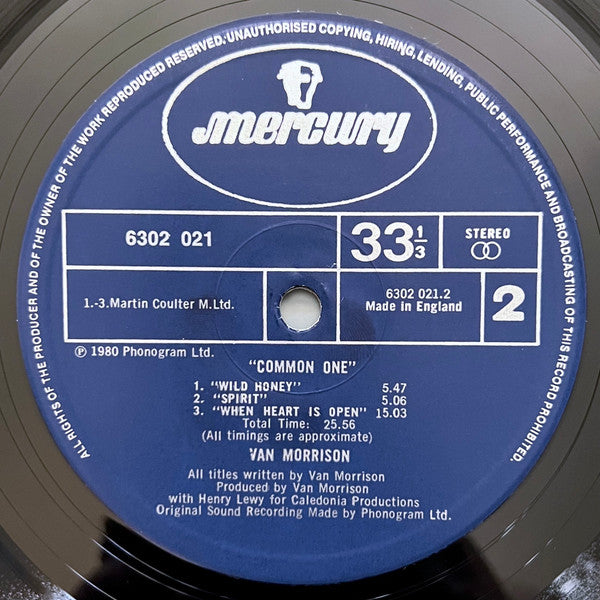 ALL RIGHTS OF THE PRODUCER AND OF THE OWNER OF THE WORK REPRODUCED RESERVED. UNAUTHORISED COPYING, HIRING, LENDING, PUBLIC PERFORMANCE AND BROADCASTING OF THIS RECORD PROHIBITED.
mercury
6302 021
33 1/3
STEREO
1.-3. Martin Coulter M.Ltd.
6302 021.2
Made in England
2
℗ 1980 Phonogram Ltd.
"COMMON ONE"
1. "WILD HONEY" 5.47
2. "SPIRIT" 5.06
3. "WHEN HEART IS OPEN" 15.03
Total Time: 25.56
(All timings are approximate)
VAN MORRISON
All titles written by Van Morrison
Produced by Van Morrison
with Henry Lewy for Caledonia Productions
Original Sound Recording Made by Phonogram Ltd.